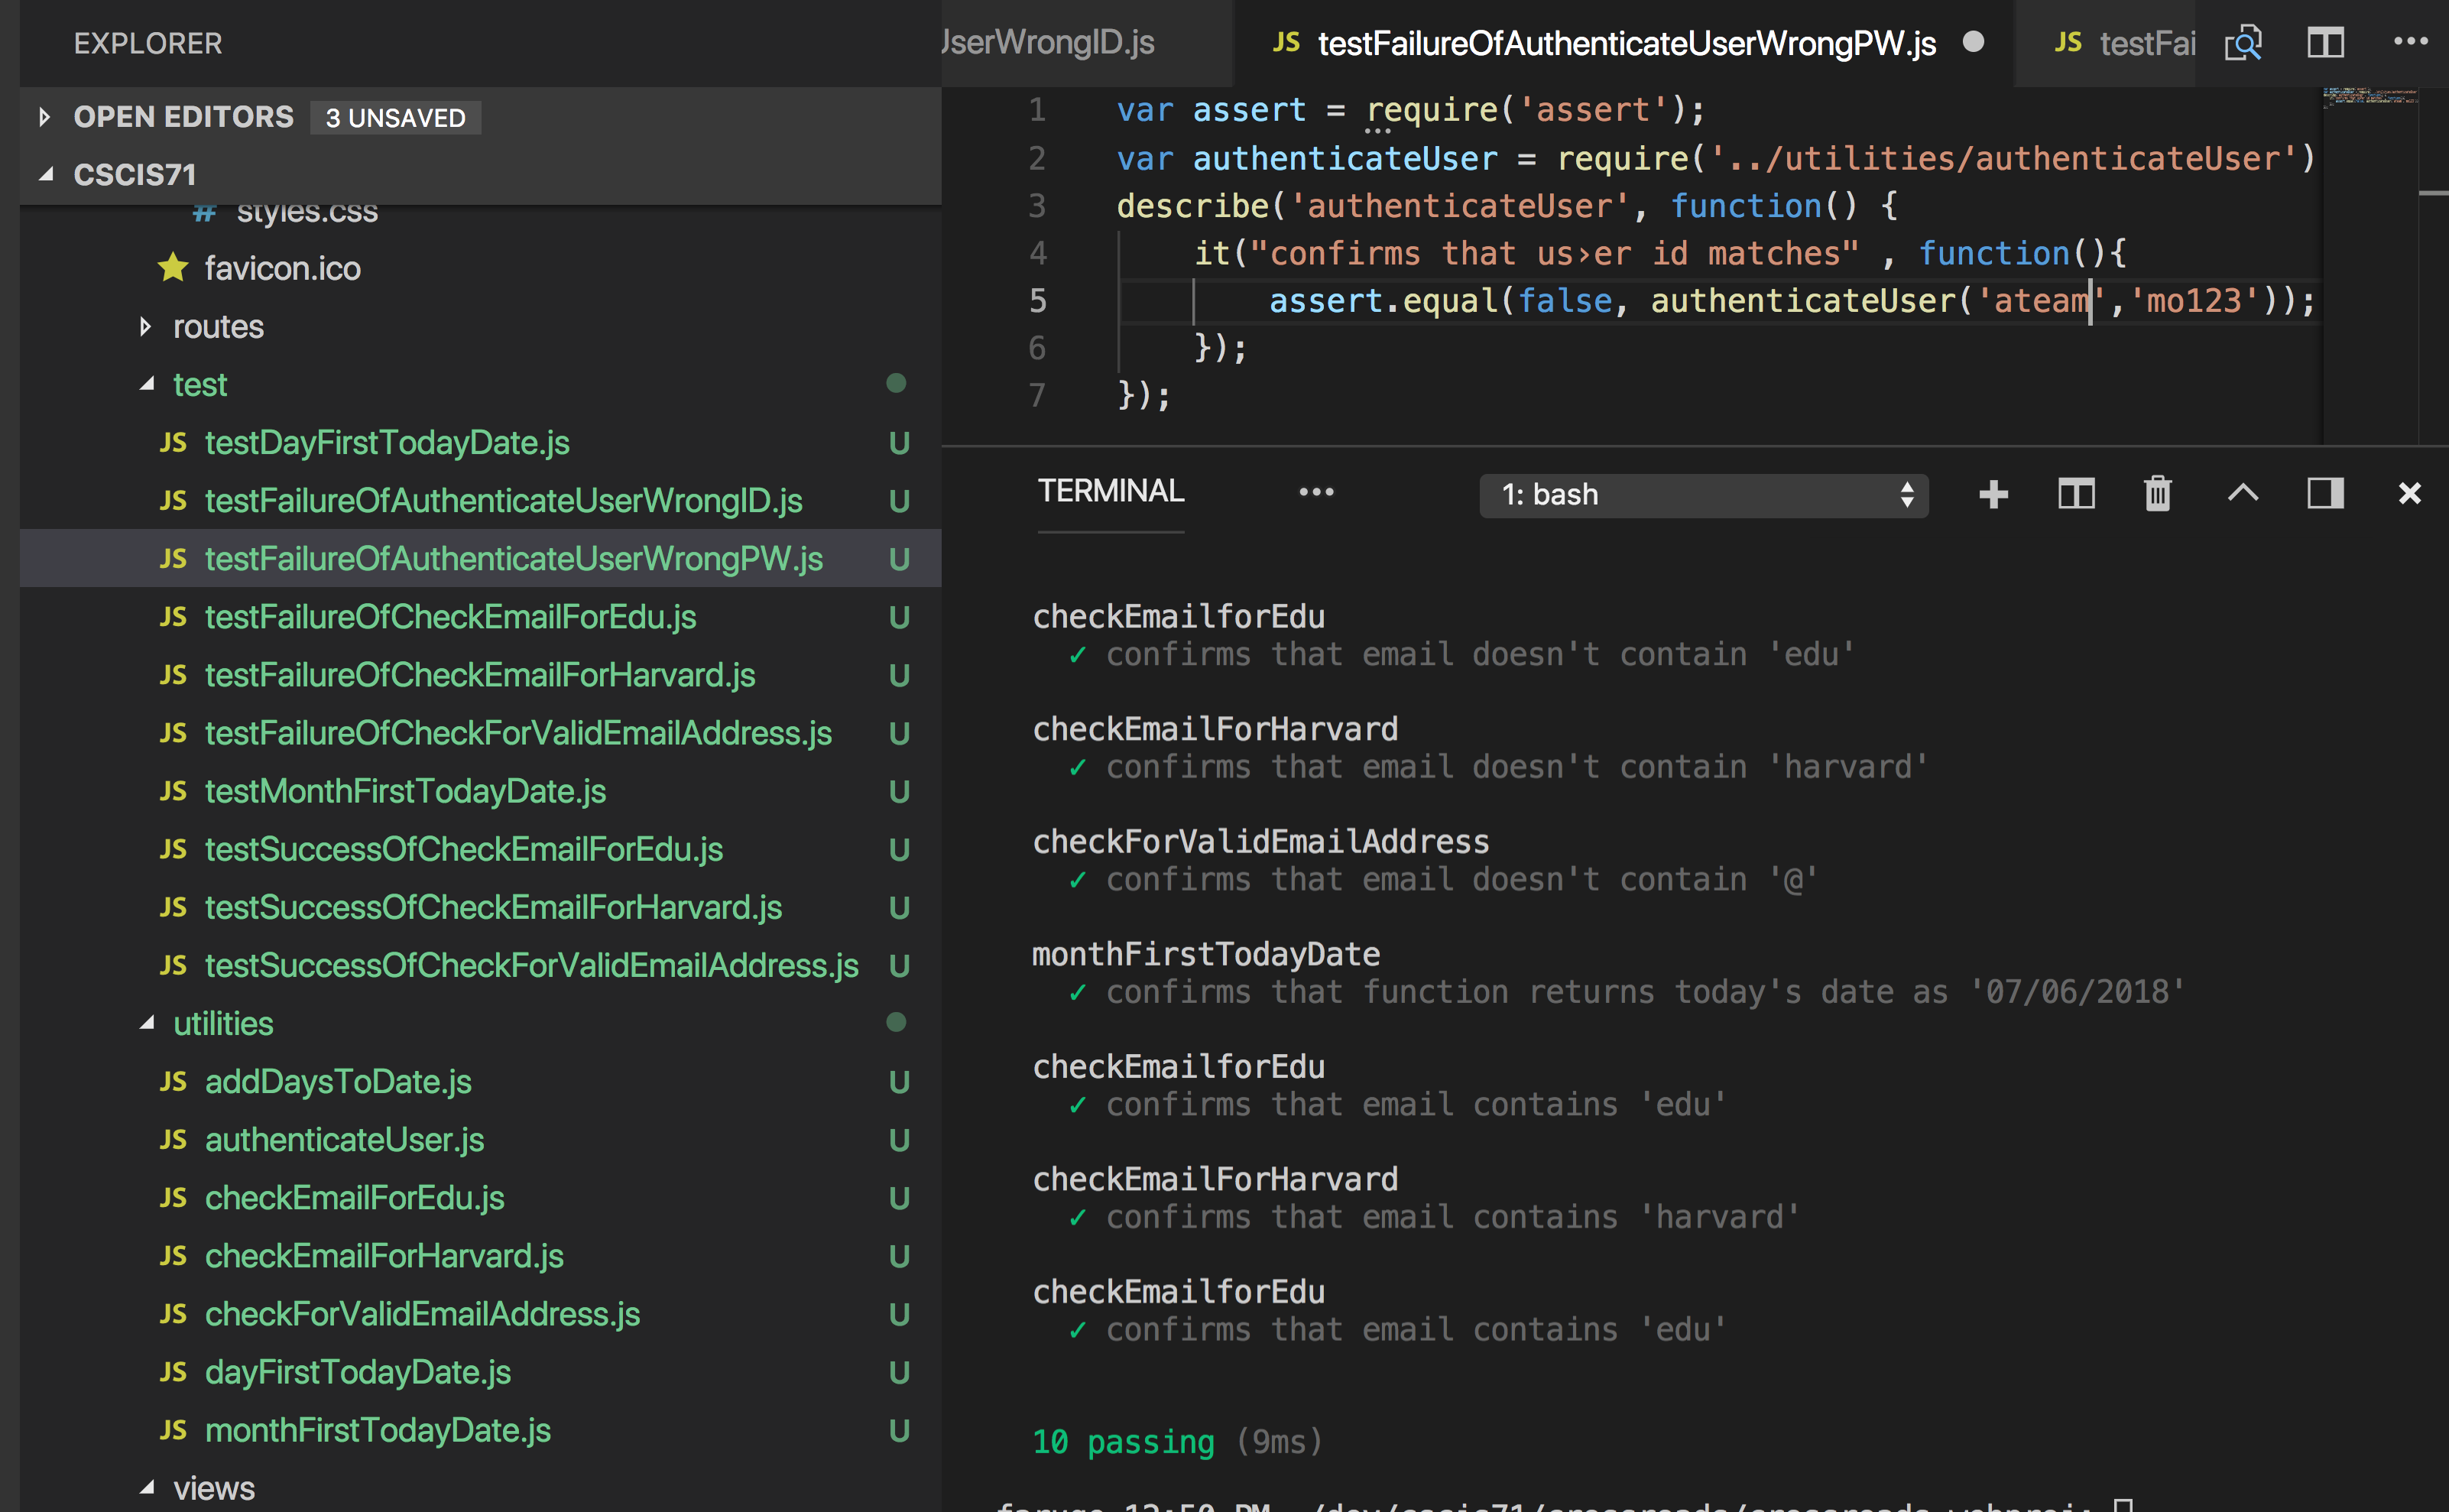 EXPLORER
OPEN EDITORS 3 UNSAVED
CSCIS71
# styles.css
favicon.ico
routes
test
JS testDayFirstTodayDate.js U
JS testFailureOfAuthenticateUserWrongID.js U
JS testFailureOfAuthenticateUserWrongPW.js U
JS testFailureOfCheckEmailForEdu.js U
JS testFailureOfCheckEmailForHarvard.js U
JS testFailureOfCheckForValidEmailAddress.js U
JS testMonthFirstTodayDate.js U
JS testSuccessOfCheckEmailForEdu.js U
JS testSuccessOfCheckEmailForHarvard.js U
JS testSuccessOfCheckForValidEmailAddress.js U
utilities
JS addDaysToDate.js U
JS authenticateUser.js U
JS checkEmailForEdu.js U
JS checkEmailForHarvard.js U
JS checkForValidEmailAddress.js U
JS dayFirstTodayDate.js U
JS monthFirstTodayDate.js U
views
UserWrongID.js JS testFailureOfAuthenticateUserWrongPW.js JS testFai
1 var assert = require('assert');
2 var authenticateUser = require('../utilities/authenticateUser')
3 describe('authenticateUser', function() {
4 it("confirms that us›er id matches" , function(){
5 assert.equal(false, authenticateUser('ateam','mo123'));
6 });
7 });
TERMINAL ••• 1: bash
checkEmailforEdu
✓ confirms that email doesn't contain 'edu'
checkEmailForHarvard
✓ confirms that email doesn't contain 'harvard'
checkForValidEmailAddress
✓ confirms that email doesn't contain '@'
monthFirstTodayDate
✓ confirms that function returns today's date as '07/06/2018'
checkEmailforEdu
✓ confirms that email contains 'edu'
checkEmailForHarvard
✓ confirms that email contains 'harvard'
checkEmailforEdu
✓ confirms that email contains 'edu'
10 passing (9ms)